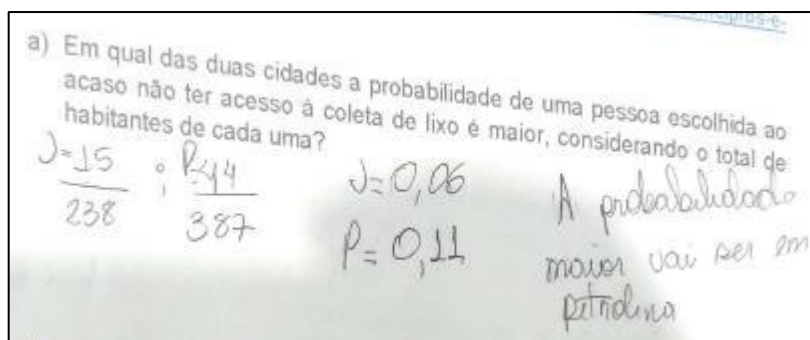 a) Em qual das duas cidades a probabilidade de uma pessoa escolhida ao
acaso não ter acesso à coleta de lixo é maior, considerando o total de
habitantes de cada uma?
J=15
238
;
P=44
387
J=0,06
P=0,11
A probabilidade
maior vai ser em
petrolina